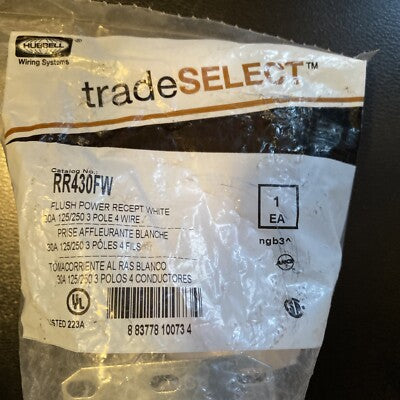 HUBBELL
Wiring Systems
tradeSELECT™
Catalog No.:
RR430FW
FLUSH POWER RECEPT WHITE
30A 125/250 3 POLE 4 WIRE
PRISE AFFLEURANTE BLANCHE
30A 125/250 3 PÔLES 4 FILS
TOMACORRIENTE AL RAS BLANCO
30A 125/250 3 POLOS 4 CONDUCTORES
1
EA
ngb3
ANCE
UL
LISTED 223A
8 83778 10073 4